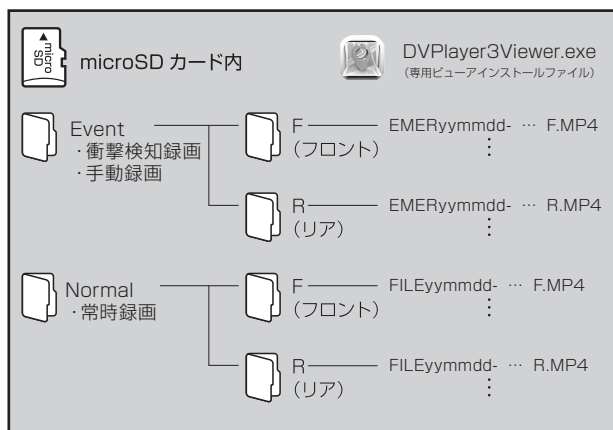 micro
SD
microSD カード内
DVPlayer3Viewer.exe
（専用ビューアインストールファイル）
Event
・衝撃検知録画
・手動録画
F
（フロント）
EMERyymmdd- … F.MP4
⋮
R
（リア）
EMERyymmdd- … R.MP4
⋮
Normal
・常時録画
F
（フロント）
FILEyymmdd- … F.MP4
⋮
R
（リア）
FILEyymmdd- … R.MP4
⋮